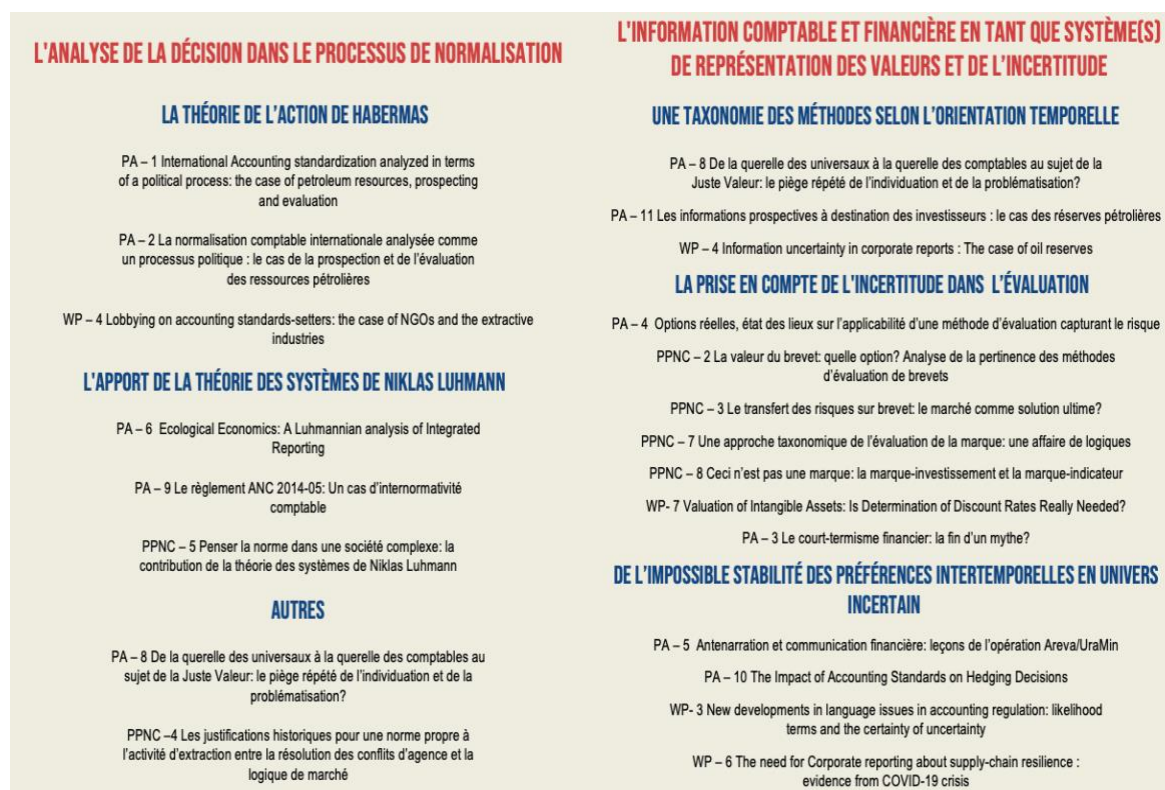 L'ANALYSE DE LA DÉCISION DANS LE PROCESSUS DE NORMALISATION
LA THÉORIE DE L'ACTION DE HABERMAS
PA – 1 International Accounting standardization analyzed in terms
of a political process: the case of petroleum resources, prospecting
and evaluation
PA – 2 La normalisation comptable internationale analysée comme
un processus politique : le cas de la prospection et de l'évaluation
des ressources pétrolières
WP – 4 Lobbying on accounting standards-setters: the case of NGOs and the extractive
industries
L'APPORT DE LA THÉORIE DES SYSTÈMES DE NIKLAS LUHMANN
PA – 6 Ecological Economics: A Luhmannian analysis of Integrated
Reporting
PA – 9 Le règlement ANC 2014-05: Un cas d'internormativité
comptable
PPNC – 5 Penser la norme dans une société complexe: la
contribution de la théorie des systèmes de Niklas Luhmann
AUTRES
PA – 8 De la querelle des universaux à la querelle des comptables au
sujet de la Juste Valeur: le piège répété de l'individuation et de la
problématisation?
PPNC –4 Les justifications historiques pour une norme propre à
l'activité d'extraction entre la résolution des conflits d'agence et la
logique de marché
L'INFORMATION COMPTABLE ET FINANCIÈRE EN TANT QUE SYSTÈME(S)
DE REPRÉSENTATION DES VALEURS ET DE L'INCERTITUDE
UNE TAXONOMIE DES MÉTHODES SELON L'ORIENTATION TEMPORELLE
PA – 8 De la querelle des universaux à la querelle des comptables au sujet de la
Juste Valeur: le piège répété de l'individuation et de la problématisation?
PA – 11 Les informations prospectives à destination des investisseurs : le cas des réserves pétrolières
WP – 4 Information uncertainty in corporate reports : The case of oil reserves
LA PRISE EN COMPTE DE L'INCERTITUDE DANS L'ÉVALUATION
PA – 4 Options réelles, état des lieux sur l'applicabilité d'une méthode d'évaluation capturant le risque
PPNC – 2 La valeur du brevet: quelle option? Analyse de la pertinence des méthodes
d'évaluation de brevets
PPNC – 3 Le transfert des risques sur brevet: le marché comme solution ultime?
PPNC – 7 Une approche taxonomique de l'évaluation de la marque: une affaire de logiques
PPNC – 8 Ceci n'est pas une marque: la marque-investissement et la marque-indicateur
WP- 7 Valuation of Intangible Assets: Is Determination of Discount Rates Really Needed?
PA – 3 Le court-termisme financier: la fin d'un mythe?
DE L'IMPOSSIBLE STABILITÉ DES PRÉFÉRENCES INTERTEMPORELLES EN UNIVERS
INCERTAIN
PA – 5 Antenarration et communication financière: leçons de l'opération Areva/UraMin
PA – 10 The Impact of Accounting Standards on Hedging Decisions
WP- 3 New developments in language issues in accounting regulation: likelihood
terms and the certainty of uncertainty
WP – 6 The need for Corporate reporting about supply-chain resilience :
evidence from COVID-19 crisis